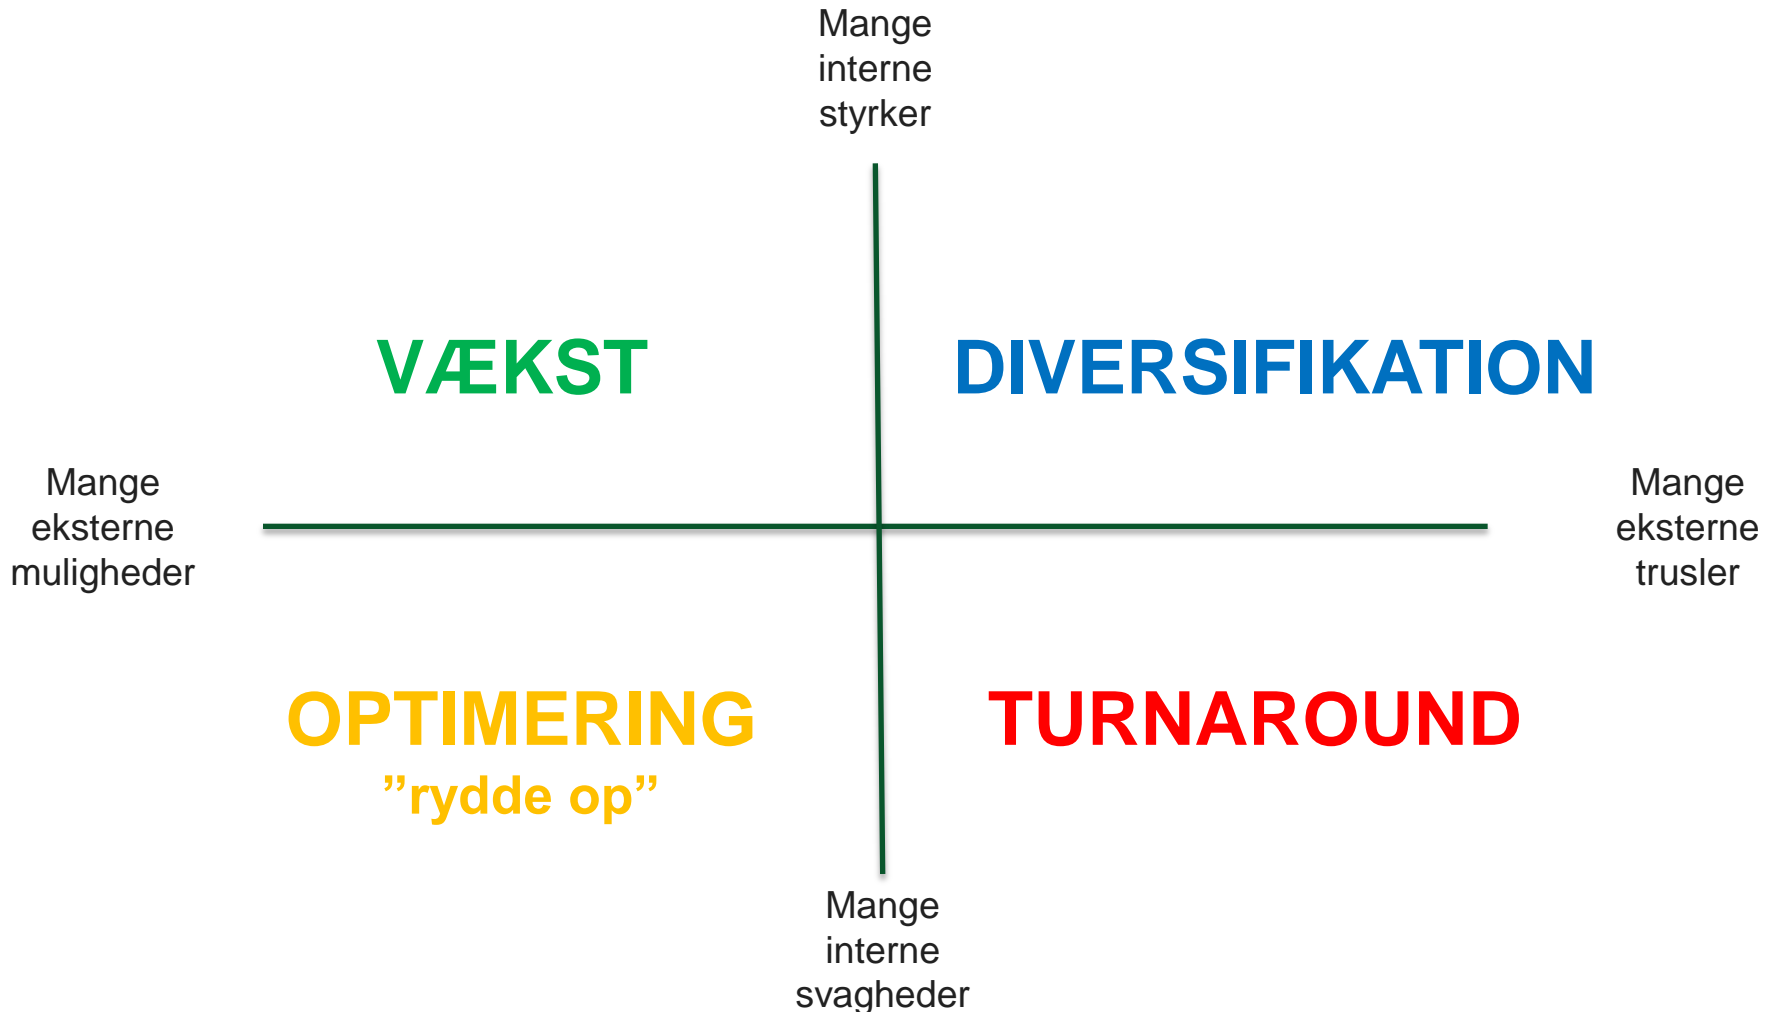 Mange
interne
styrker
VÆKST
DIVERSIFIKATION
Mange
eksterne
muligheder
Mange
eksterne
trusler
OPTIMERING
”rydde op”
TURNAROUND
Mange
interne
svagheder